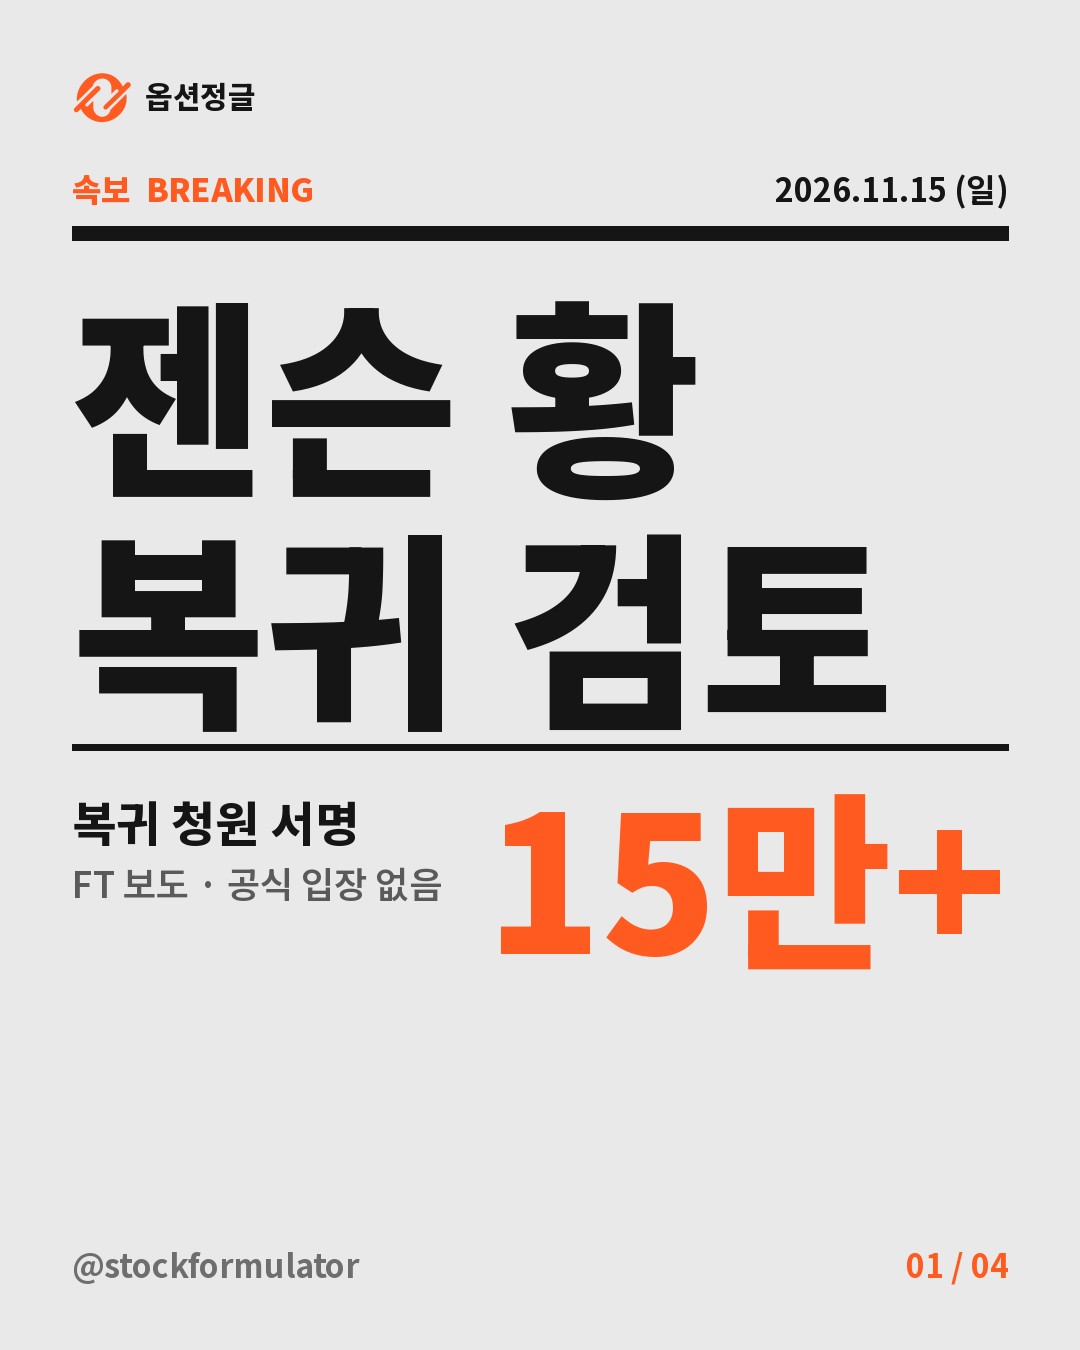 옵션정글
속보 BREAKING
2026.11.15 (일)
젠슨 황
복귀 검토
복귀 청원 서명
FT 보도 · 공식 입장 없음
15만+
@stockformulator
01 / 04